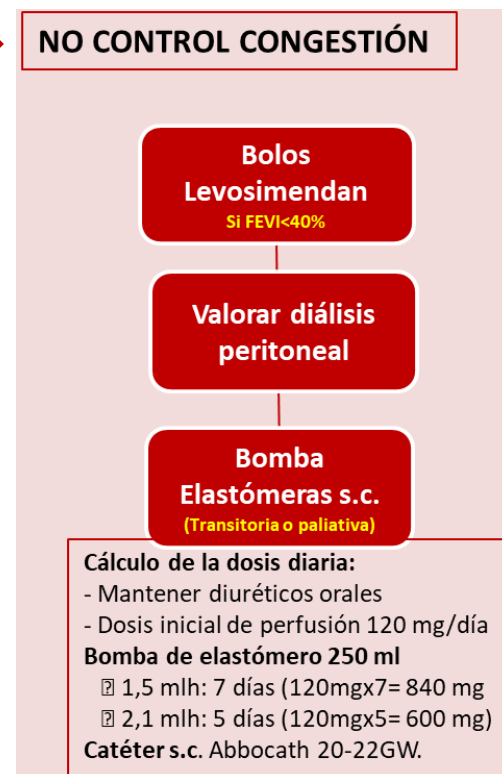 NO CONTROL CONGESTIÓN
Bolos
Levosimendan
Si FEVI<40%
Valorar diálisis
peritoneal
Bomba
Elastómeras s.c.
(Transitoria o paliativa)
Cálculo de la dosis diaria:
- Mantener diuréticos orales
- Dosis inicial de perfusión 120 mg/día
Bomba de elastómero 250 ml
⍰ 1,5 mlh: 7 días (120mgx7= 840 mg
⍰ 2,1 mlh: 5 días (120mgx5= 600 mg)
Catéter s.c. Abbocath 20-22GW.